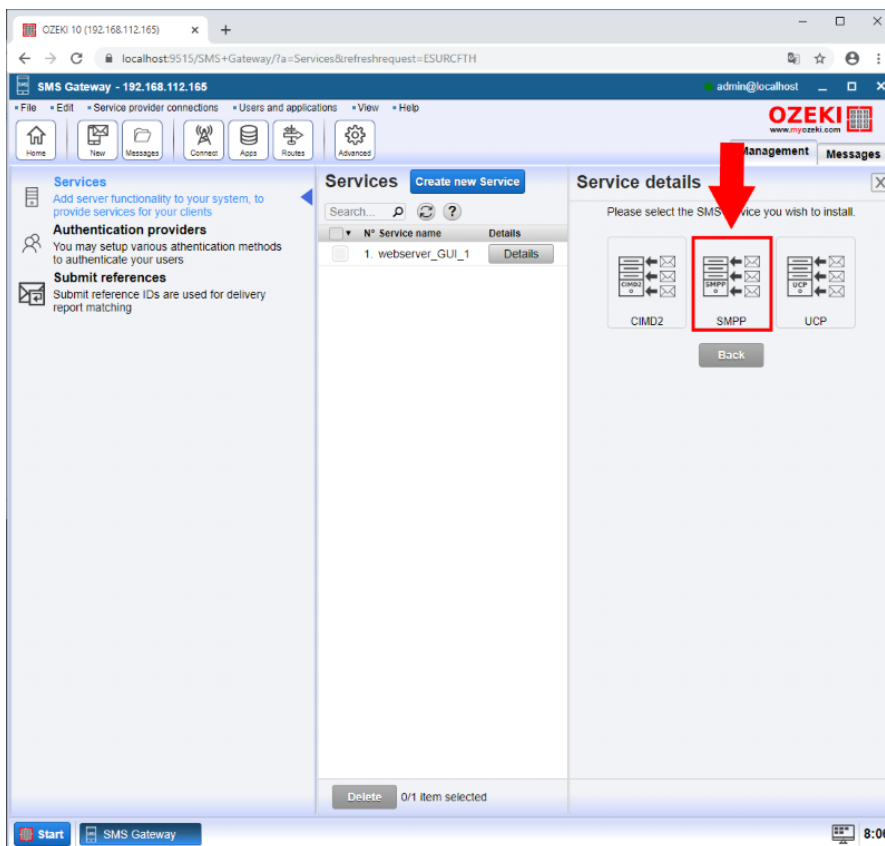 OZEKI 10 (192.168.112.165)
localhost:9515/SMS+Gateway/?a=Services&refreshrequest=ESURCFTH
SMS Gateway - 192.168.112.165
admin@localhost
File
Edit
Service provider connections
Users and applications
View
Help
OZEKI
www.myozeki.com
Home
New
Messages
Connect
Apps
Routes
Advanced
Management
Messages
Services
Add server functionality to your system, to
provide services for your clients
Authentication providers
You may setup various athentication methods
to authenticate your users
Submit references
Submit reference IDs are used for delivery
report matching
Services
Create new Service
Search...
?
N° Service name Details
1. webserver_GUI_1 Details
Delete 0/1 item selected
Service details
X
Please select the SMS you wish to install.
CIMD2
SMPP
UCP
CIMD2
SMPP
UCP
Back
Start
SMS Gateway